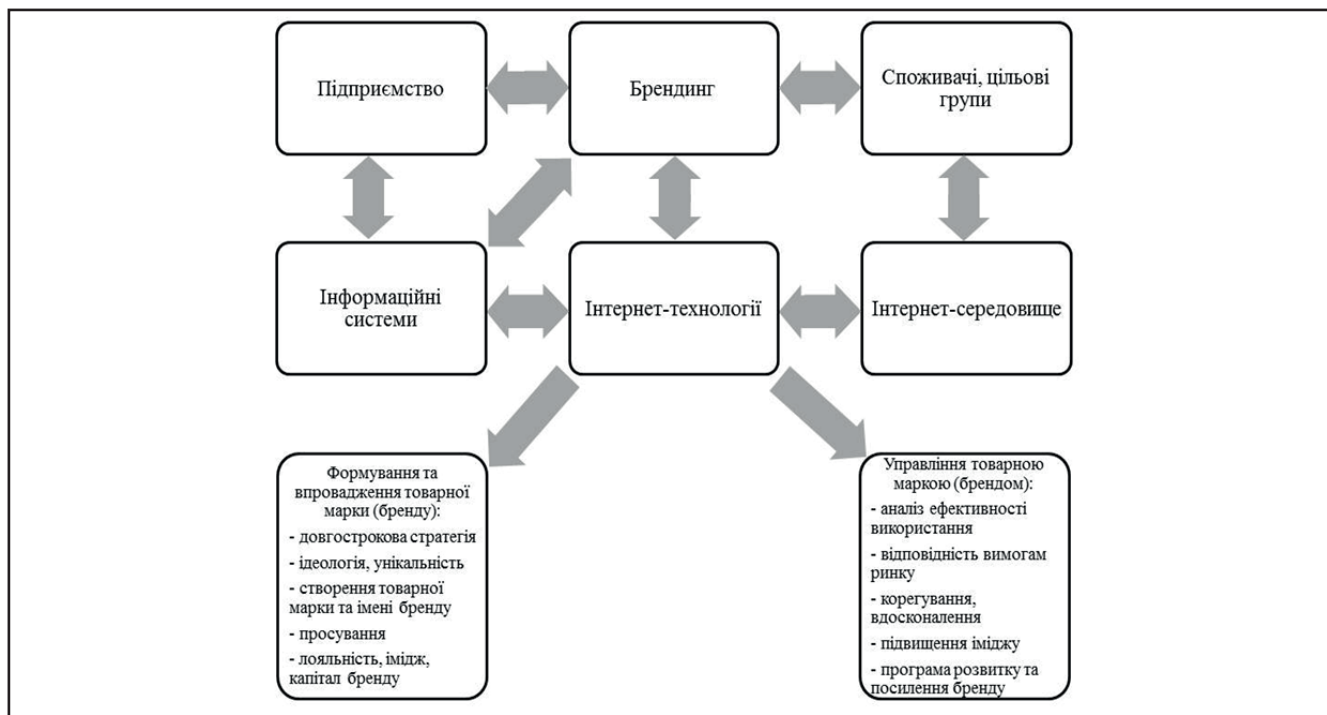 Підприємство
Брендинг
Споживачі, цільові
групи
Інформаційні
системи
Інтернет-технології
Інтернет-середовище
Формування та
впровадження товарної
марки (бренду):
- довгострокова стратегія
- ідеологія, унікальність
- створення товарної
марки та імені бренду
- просування
- лояльність, імідж,
капітал бренду
Управління товарною
маркою (брендом):
- аналіз ефективності
використання
- відповідність вимогам
ринку
- корегування,
вдосконалення
- підвищення іміджу
- програма розвитку та
посилення бренду